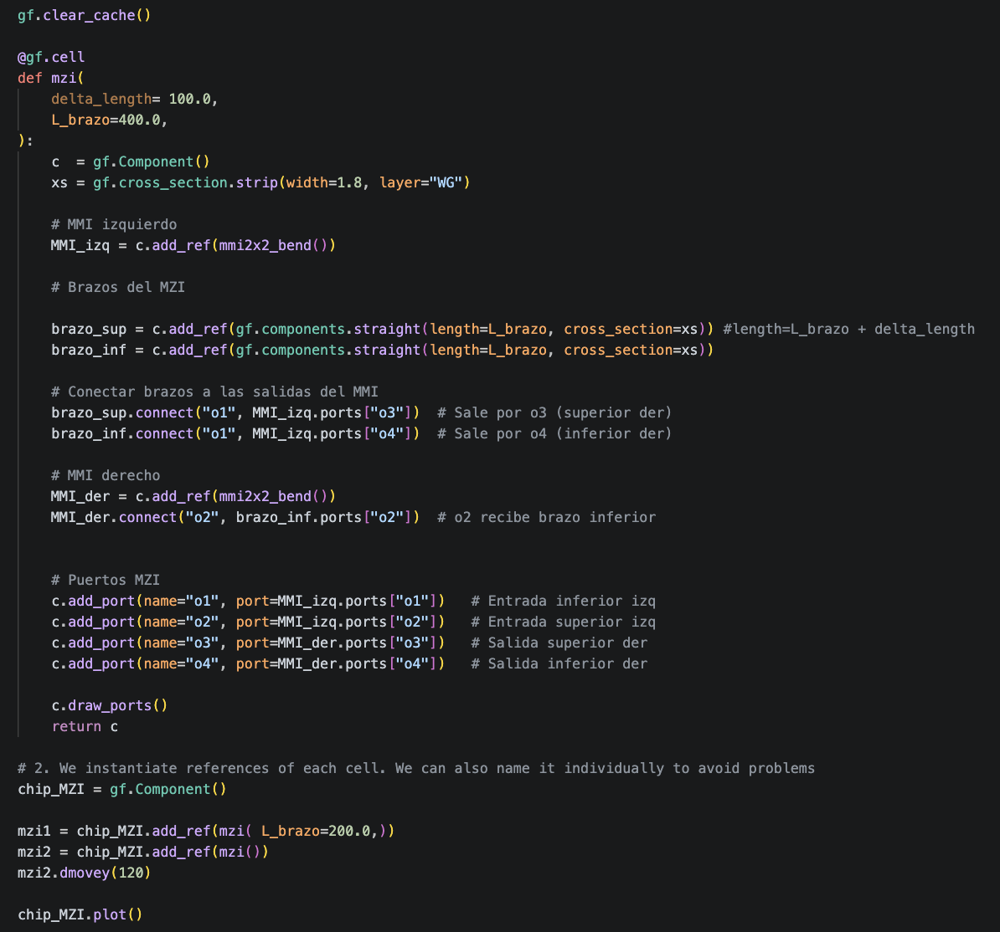 gf.clear_cache()
@gf.cell
def mzi(
    delta_length= 100.0,
    L_brazo=400.0,
):
    c  = gf.Component()
    xs = gf.cross_section.strip(width=1.8, layer="WG")
    # MMI izquierdo
    MMI_izq = c.add_ref(mmi2x2_bend())
    # Brazos del MZI
    brazo_sup = c.add_ref(gf.components.straight(length=L_brazo, cross_section=xs)) #length=L_brazo + delta_length
    brazo_inf = c.add_ref(gf.components.straight(length=L_brazo, cross_section=xs))
    # Conectar brazos a las salidas del MMI
    brazo_sup.connect("o1", MMI_izq.ports["o3"])  # Sale por o3 (superior der)
    brazo_inf.connect("o1", MMI_izq.ports["o4"])  # Sale por o4 (inferior der)
    # MMI derecho
    MMI_der = c.add_ref(mmi2x2_bend())
    MMI_der.connect("o2", brazo_inf.ports["o2"])  # o2 recibe brazo inferior
    # Puertos MZI
    c.add_port(name="o1", port=MMI_izq.ports["o1"])   # Entrada inferior izq
    c.add_port(name="o2", port=MMI_izq.ports["o2"])   # Entrada superior izq
    c.add_port(name="o3", port=MMI_der.ports["o3"])   # Salida superior der
    c.add_port(name="o4", port=MMI_der.ports["o4"])   # Salida inferior der
    c.draw_ports()
    return c
# 2. We instantiate references of each cell. We can also name it individually to avoid problems
chip_MZI = gf.Component()
mzi1 = chip_MZI.add_ref(mzi( L_brazo=200.0,))
mzi2 = chip_MZI.add_ref(mzi())
mzi2.dmovey(120)
chip_MZI.plot()